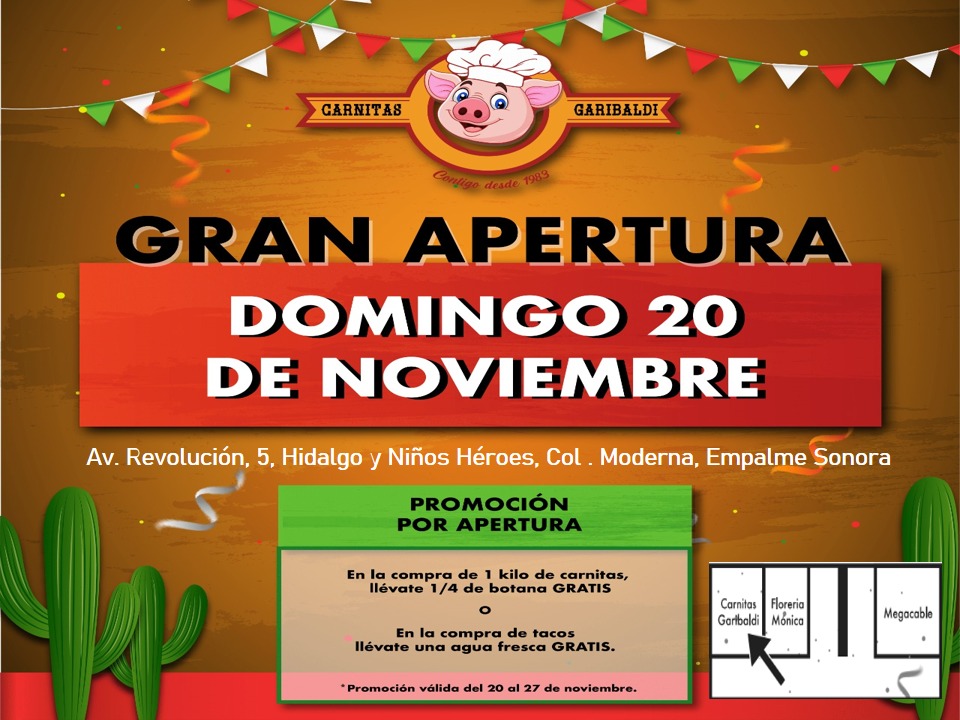 CARNITAS GARIBALDI
Contigo desde 1983
GRAN APERTURA
DOMINGO 20
DE NOVIEMBRE
Av. Revolución, 5, Hidalgo y Niños Héroes, Col . Moderna, Empalme Sonora
PROMOCIÓN
POR APERTURA
En la compra de 1 kilo de carnitas,
llévate 1/4 de botana GRATIS
O
En la compra de tacos
llévate una agua fresca GRATIS.
*Promoción válida del 20 al 27 de noviembre.
Carnitas
Garibaldi
Floreria
Mónica
Megacable